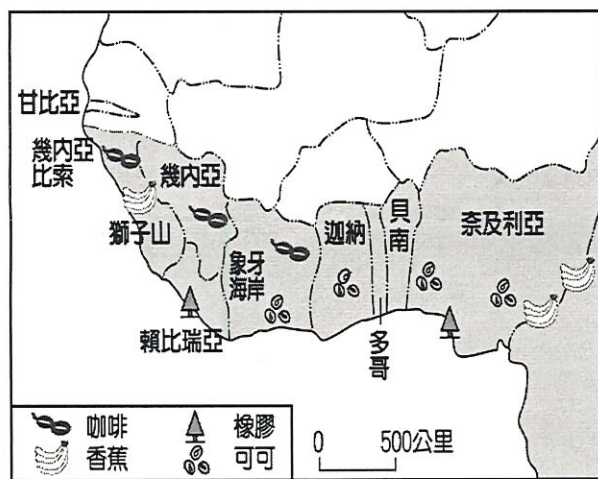 甘比亞
幾內亞
比索
幾內亞
獅子山
象牙
海岸
迦納
貝南
奈及利亞
賴比瑞亞
多哥
咖啡
橡膠
香蕉
可可
0 500公里